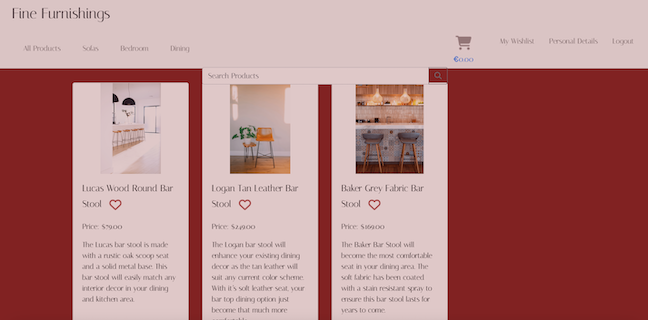 Fine Furnishings
All Products Sofas Bedroom Dining
€0.00
My Wishlist Personal Details Logout
Search Products
Lucas Wood Round Bar
Stool
Price: $79.00
The Lucas bar stool is made
with a rustic oak scoop seat
and a solid metal base. This
bar stool will easily match any
interior decor in your dining
and kitchen area.
Logan Tan Leather Bar
Stool
Price: $249.00
The Logan bar stool will
enhance your existing dining
decor as the tan leather will
suit any current color scheme.
With it's soft leather seat, your
bar top dining option just
become that much more
comfortable.
Baker Grey Fabric Bar
Stool
Price: $169.00
The Baker Bar Stool will
become the most comfortable
seat in your dining area. The
soft fabric has been coated
with a stain resistant spray to
ensure this bar stool lasts for
years to come.